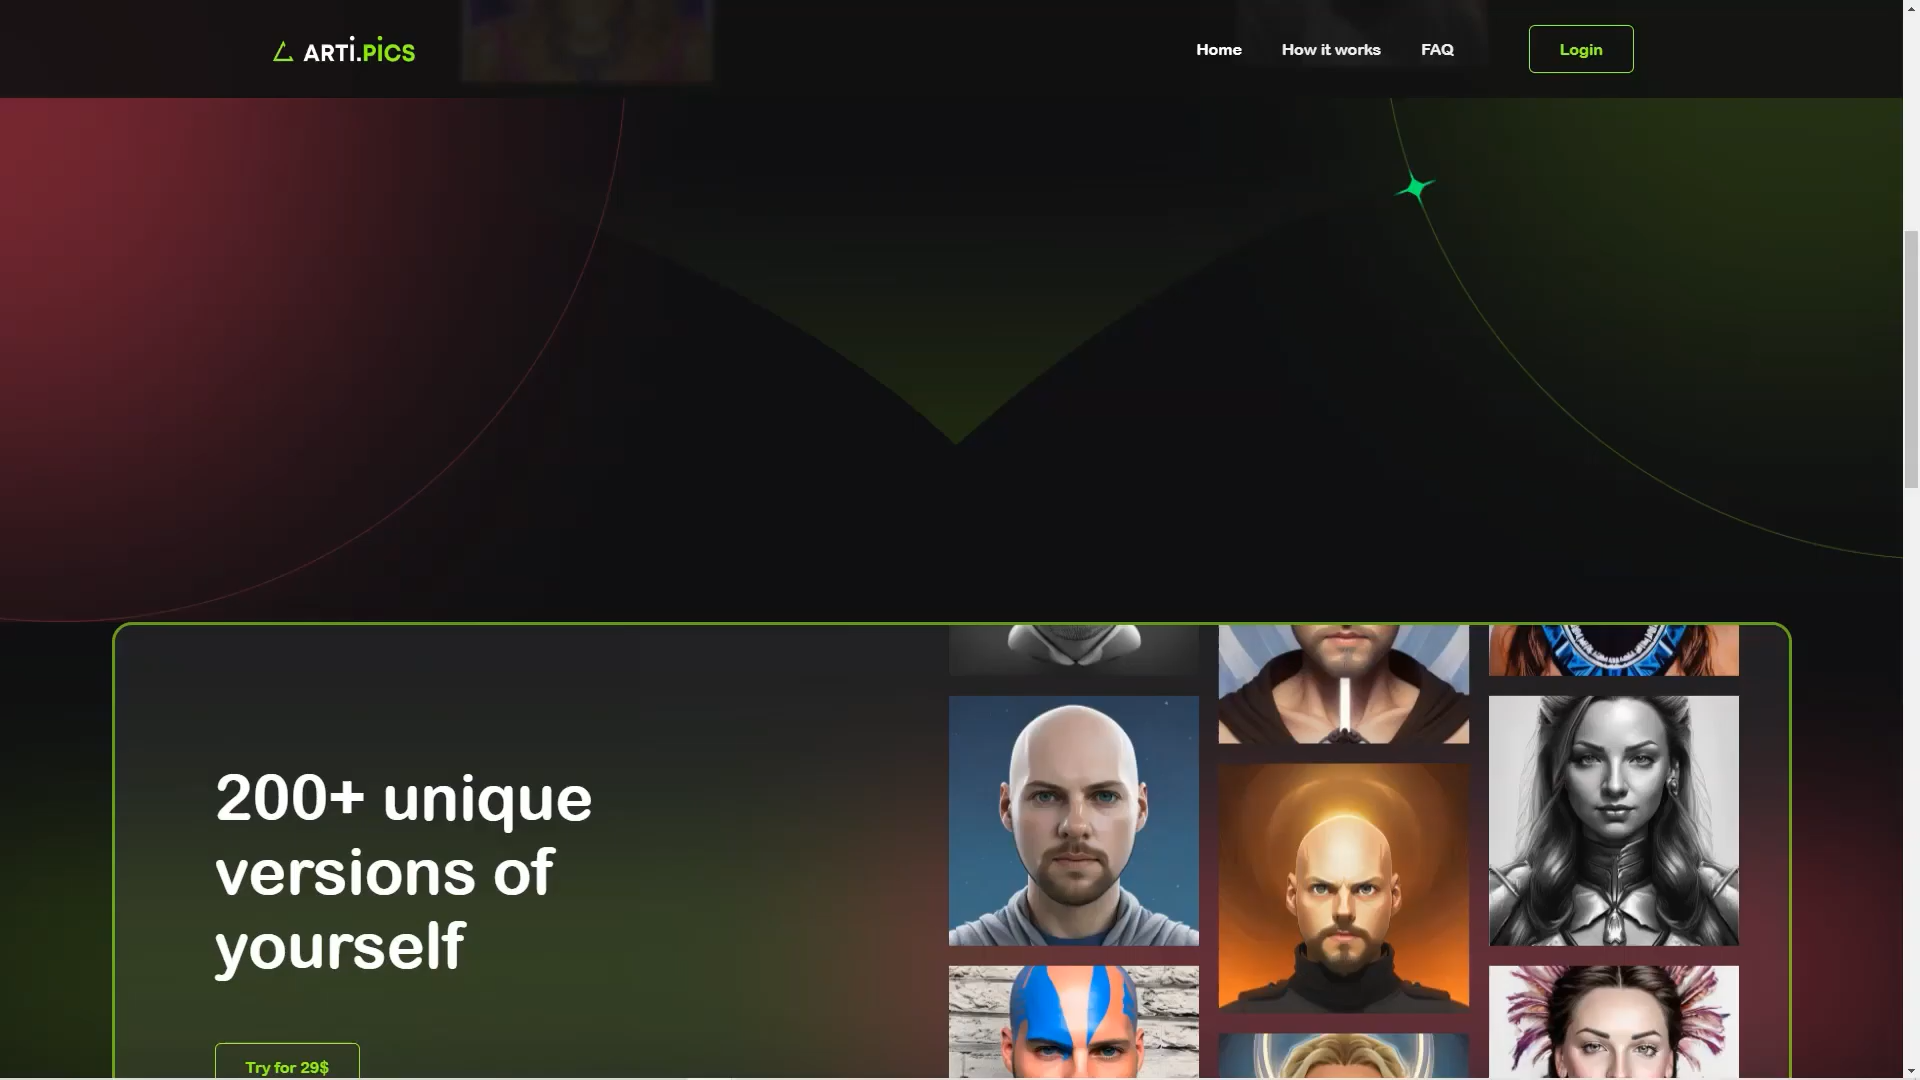 ARTi.PiCS
Home
How it works
FAQ
Login
200+ unique
versions of
yourself
Try for 29$